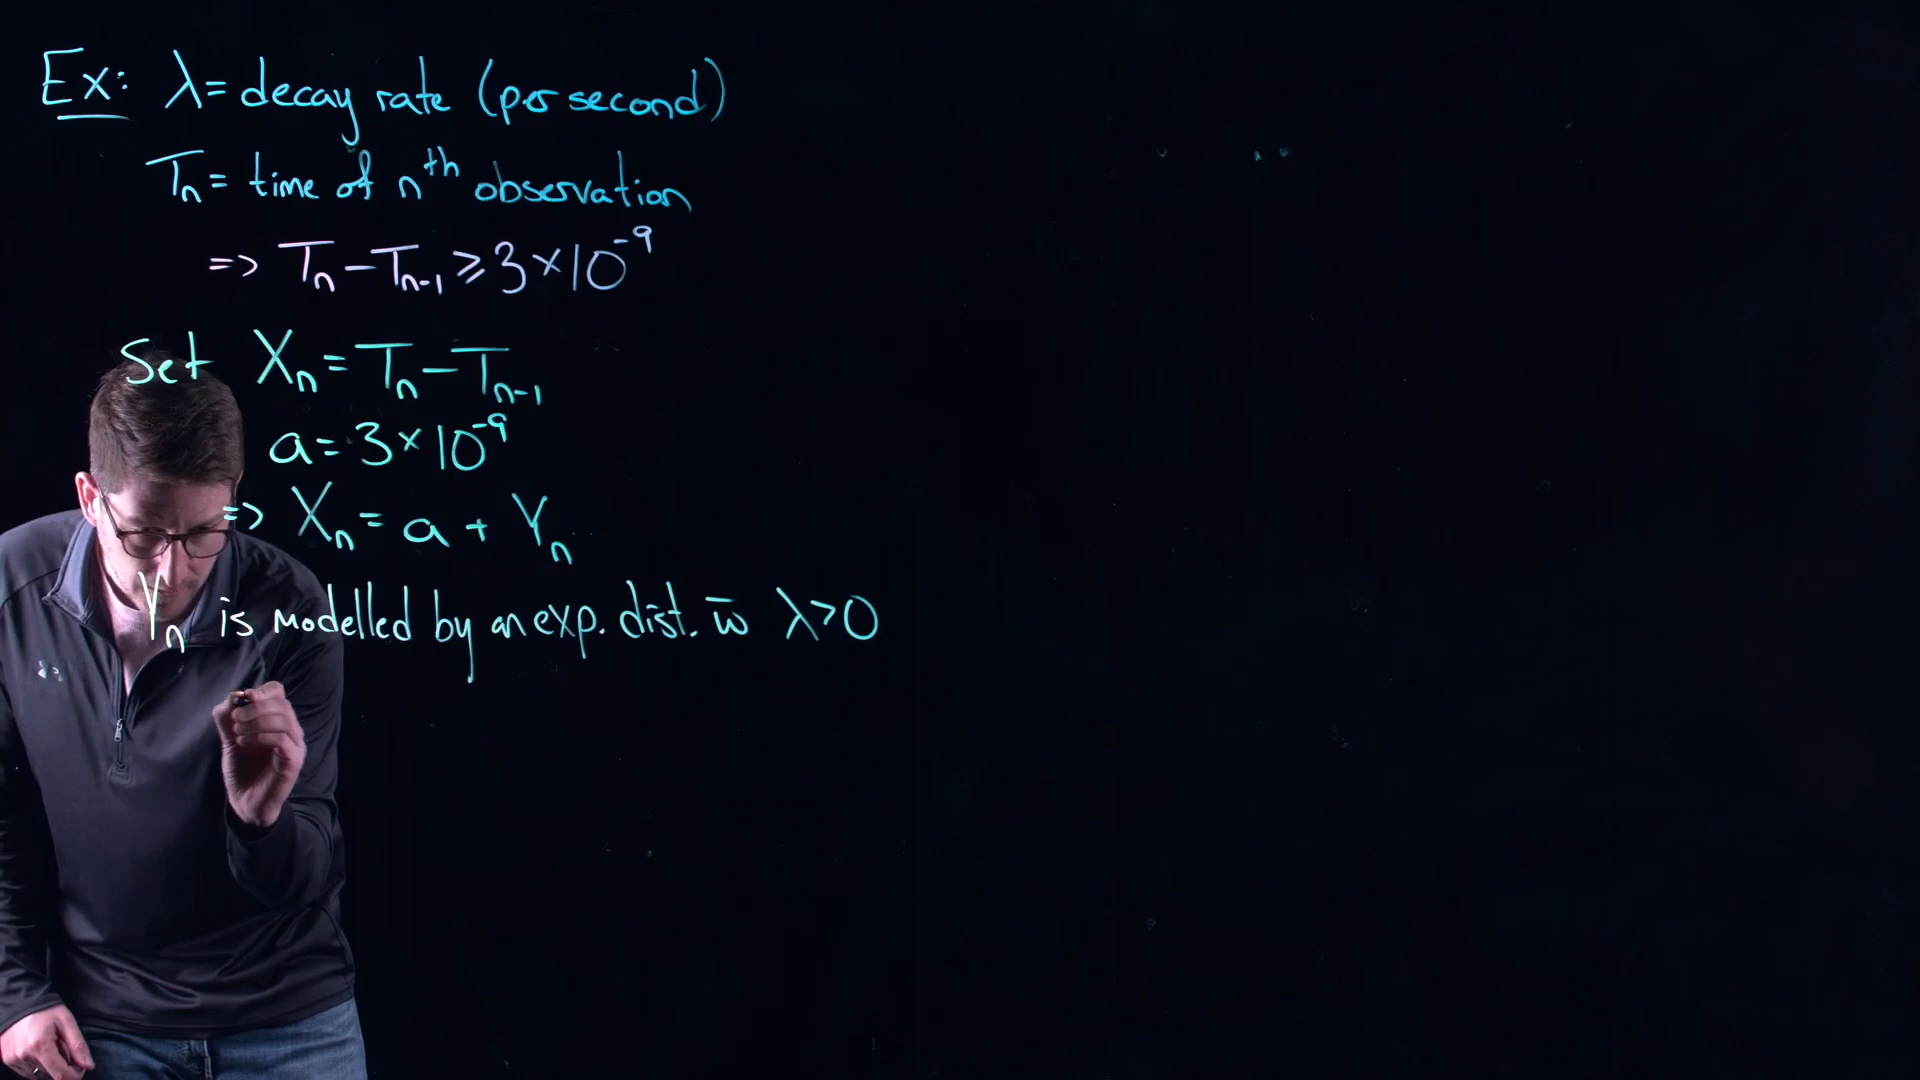 Ex: λ = decay rate (per second)
Tₙ = time of nᵗʰ observation
=> Tₙ - Tₙ₋₁ ≥ 3 × 10⁻⁹
Set Xₙ = Tₙ - Tₙ₋₁
a = 3 × 10⁻⁹
=> Xₙ = a + Yₙ
Yₙ is modelled by an exp. dist. w̄ λ > 0